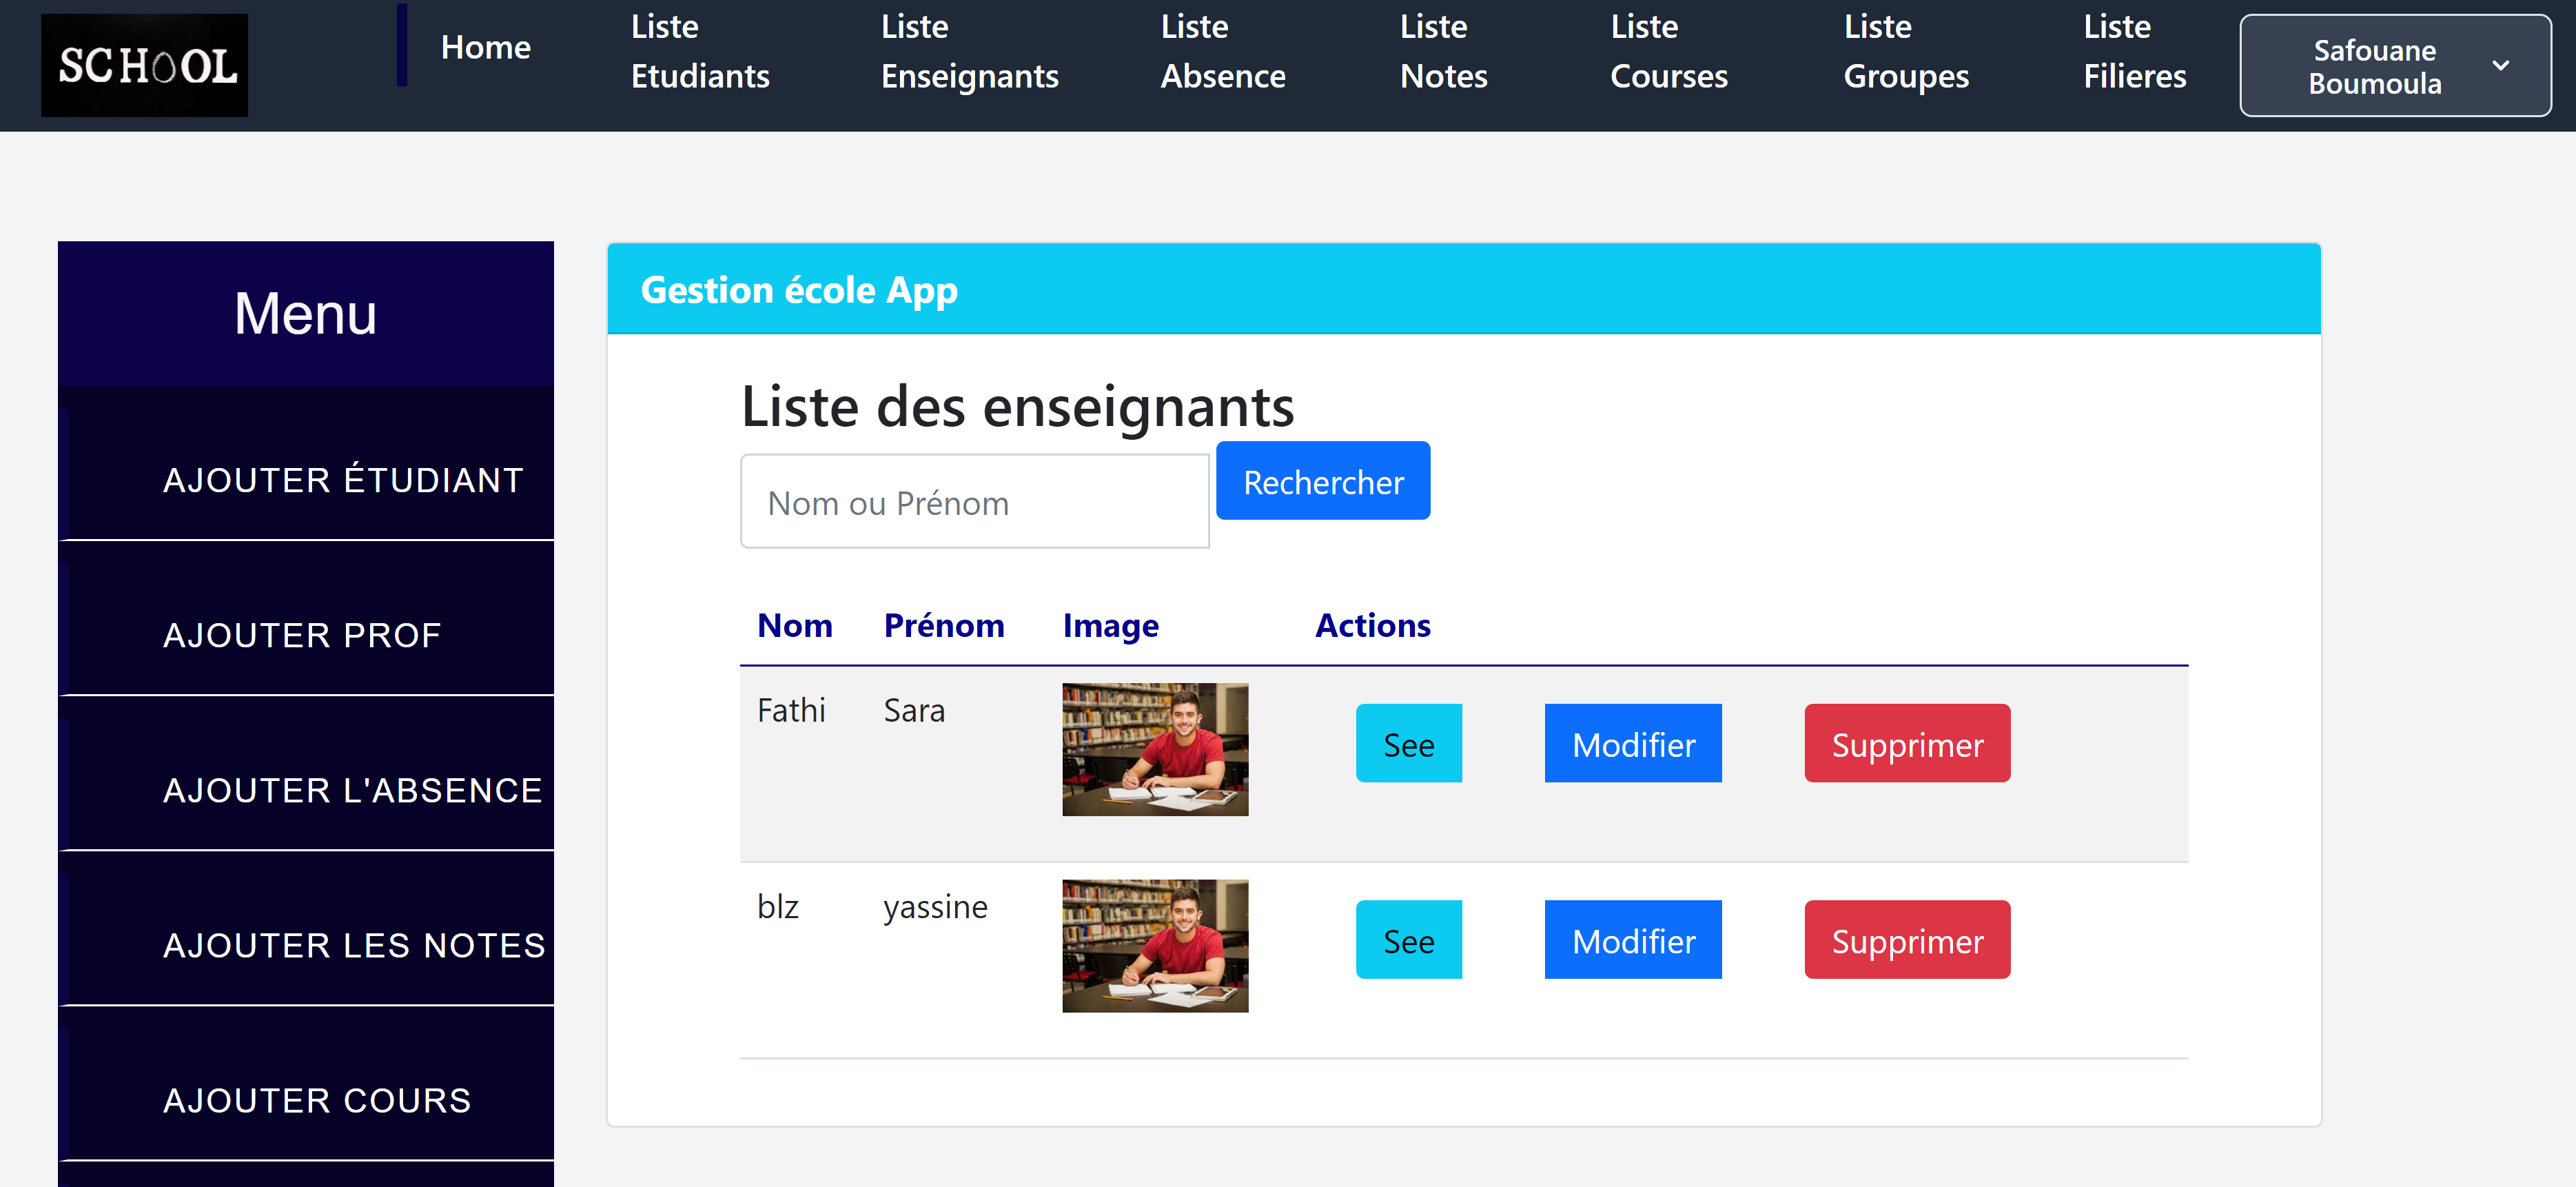 SCHOOL
Home
Liste
Etudiants
Liste
Enseignants
Liste
Absence
Liste
Notes
Liste
Courses
Liste
Groupes
Liste
Filieres
Safouane
Boumoula
Menu
AJOUTER ÉTUDIANT
AJOUTER PROF
AJOUTER L'ABSENCE
AJOUTER LES NOTES
AJOUTER COURS
Gestion école App
Liste des enseignants
Nom ou Prénom
Rechercher
Nom Prénom Image Actions
Fathi Sara See Modifier Supprimer
blz yassine See Modifier Supprimer